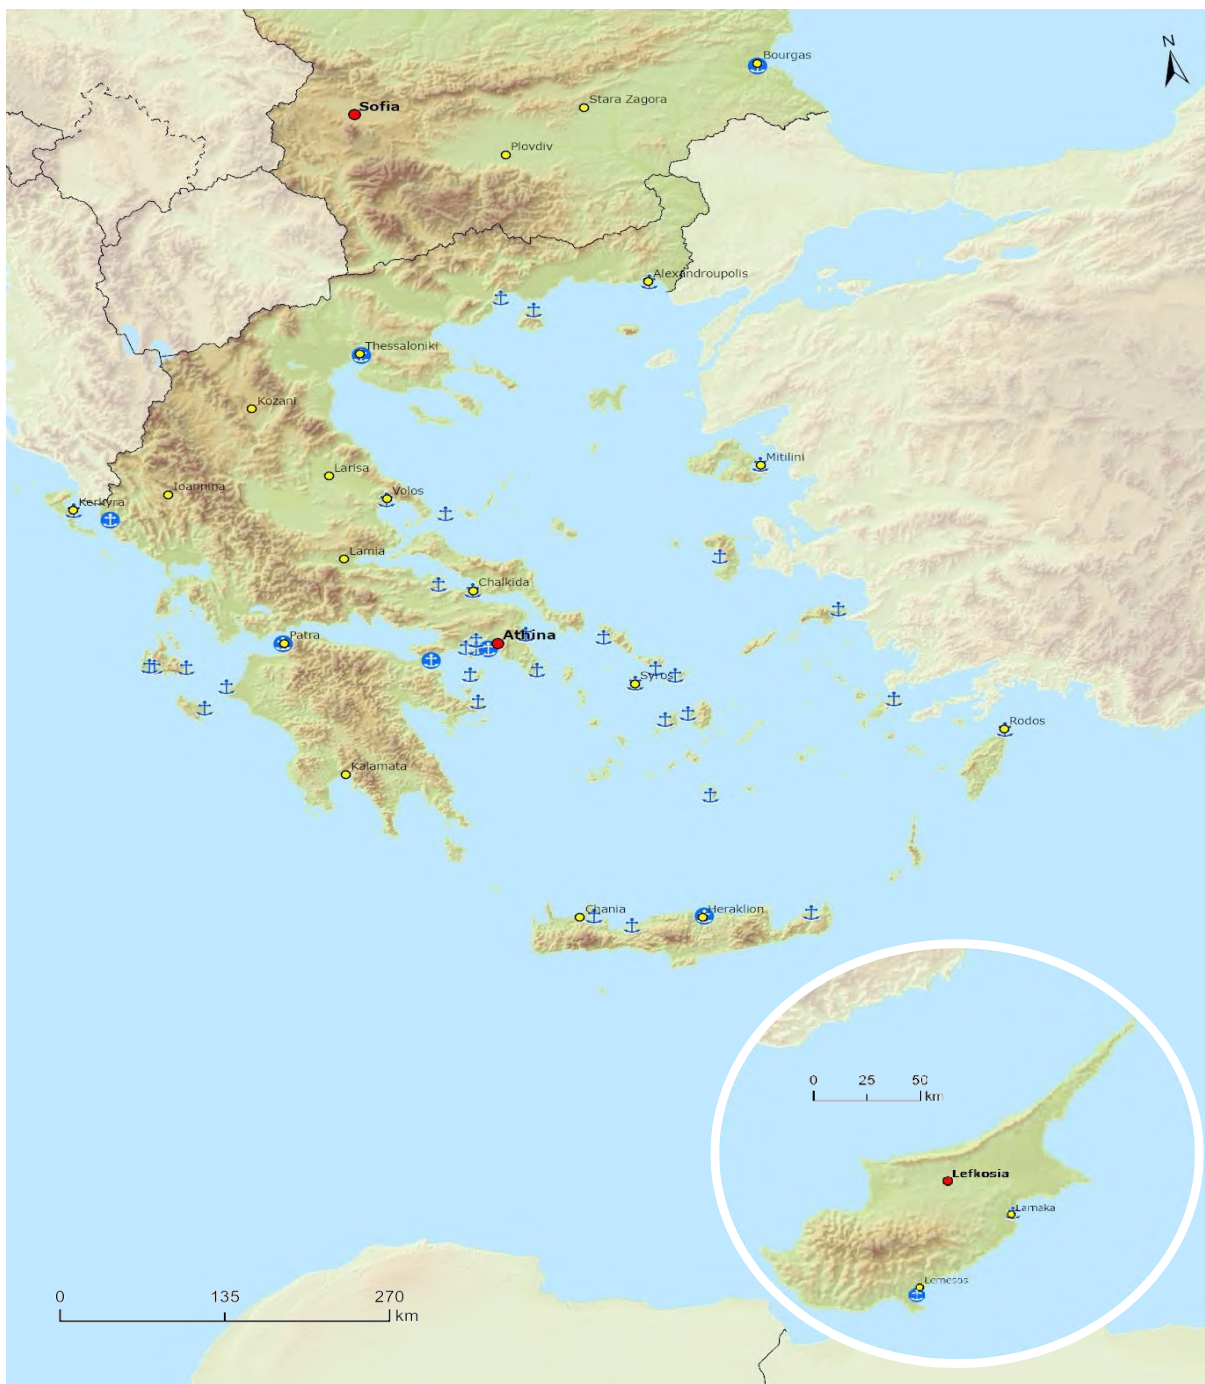 N
Bourgas
Sofia
Stara Zagora
Plovdiv
Alexandroupolis
Thessaloniki
Kozani
Mitilini
Larisa
Ioannina
Volos
Kerkyra
Lamia
Chalkida
Patra
Athina
Syros
Rodos
Kalamata
Chania
Heraklion
0 25 50
km
Lefkosia
Larnaka
Lemesos
0 135 270
km